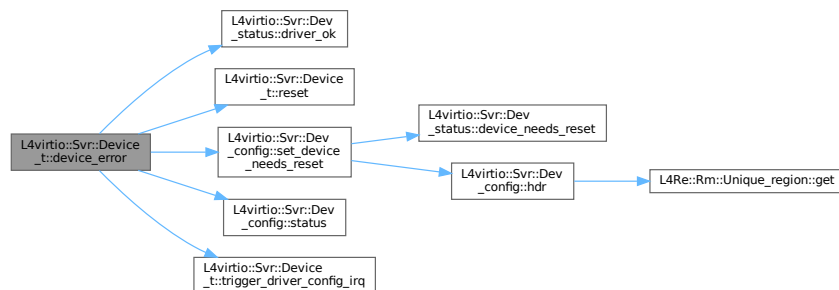 L4virtio::Svr::Dev
_status::driver_ok
L4virtio::Svr::Device
_t::reset
L4virtio::Svr::Device
_t::device_error
L4virtio::Svr::Dev
_config::set_device
_needs_reset
L4virtio::Svr::Dev
_status::device_needs_reset
L4virtio::Svr::Dev
_config::hdr
L4Re::Rm::Unique_region::get
L4virtio::Svr::Dev
_config::status
L4virtio::Svr::Device
_t::trigger_driver_config_irq